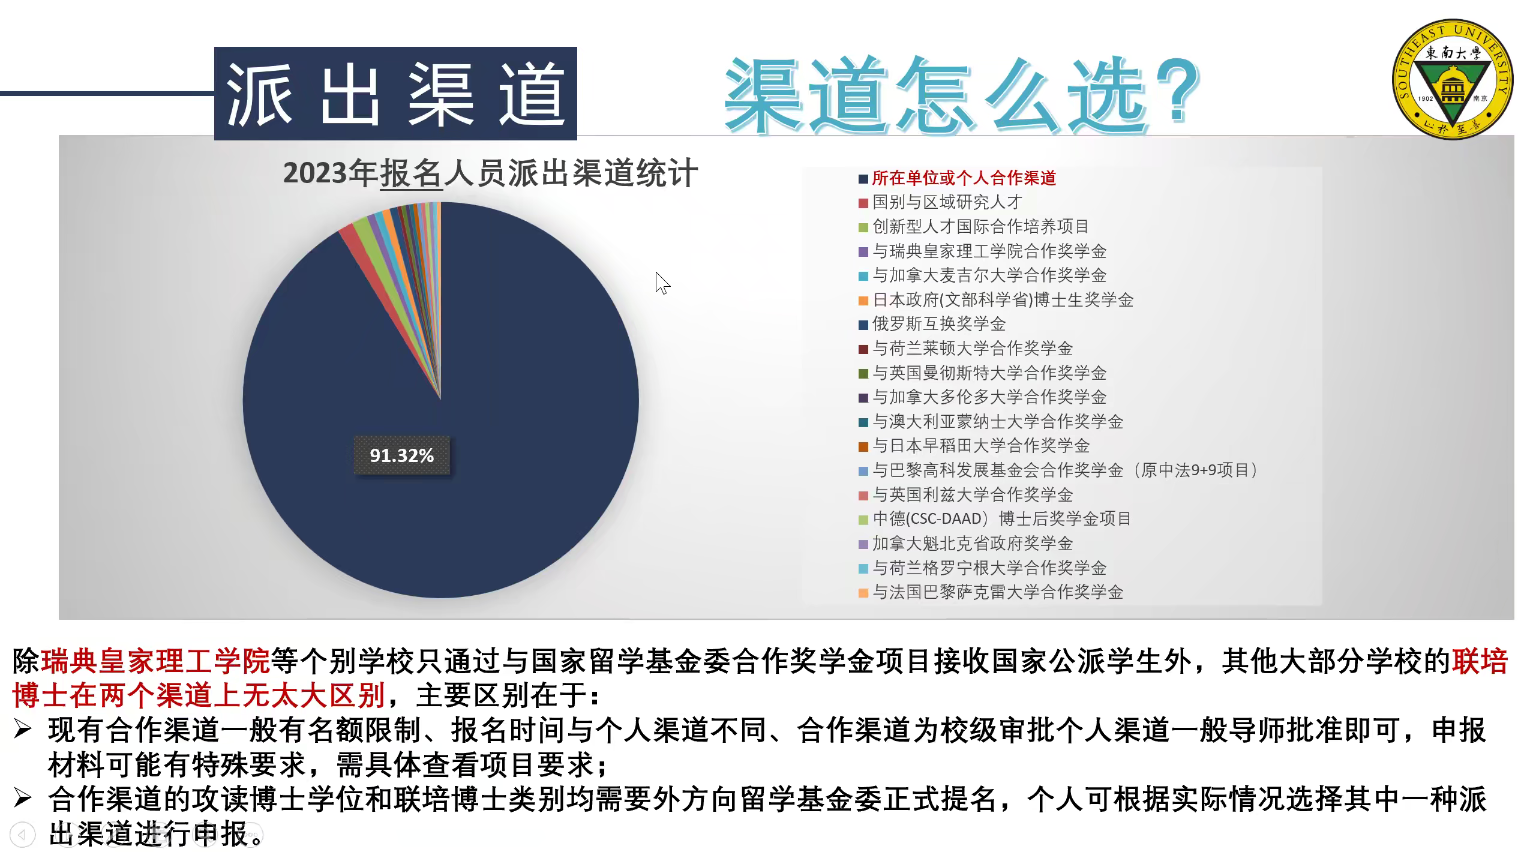 派出渠道
渠道怎么选?
SOUTHEAST UNIVERSITY
東南大學
1902 南京
2023年报名人员派出渠道统计
91.32%
所在单位或个人合作渠道
国别与区域研究人才
创新型人才国际合作培养项目
与瑞典皇家理工学院合作奖学金
与加拿大麦吉尔大学合作奖学金
日本政府(文部科学省)博士生奖学金
俄罗斯互换奖学金
与荷兰莱顿大学合作奖学金
与英国曼彻斯特大学合作奖学金
与加拿大多伦多大学合作奖学金
与澳大利亚蒙纳士大学合作奖学金
与日本早稻田大学合作奖学金
与巴黎高科发展基金会合作奖学金（原中法9+9项目）
与英国利兹大学合作奖学金
中德(CSC-DAAD）博士后奖学金项目
加拿大魁北克省政府奖学金
与荷兰格罗宁根大学合作奖学金
与法国巴黎萨克雷大学合作奖学金
除瑞典皇家理工学院等个别学校只通过与国家留学基金委合作奖学金项目接收国家公派学生外，其他大部分学校的联培
博士在两个渠道上无太大区别，主要区别在于：
➢ 现有合作渠道一般有名额限制、报名时间与个人渠道不同、合作渠道为校级审批个人渠道一般导师批准即可，申报
材料可能有特殊要求，需具体查看项目要求；
➢ 合作渠道的攻读博士学位和联培博士类别均需要外方向留学基金委正式提名，个人可根据实际情况选择其中一种派
出渠道进行申报。